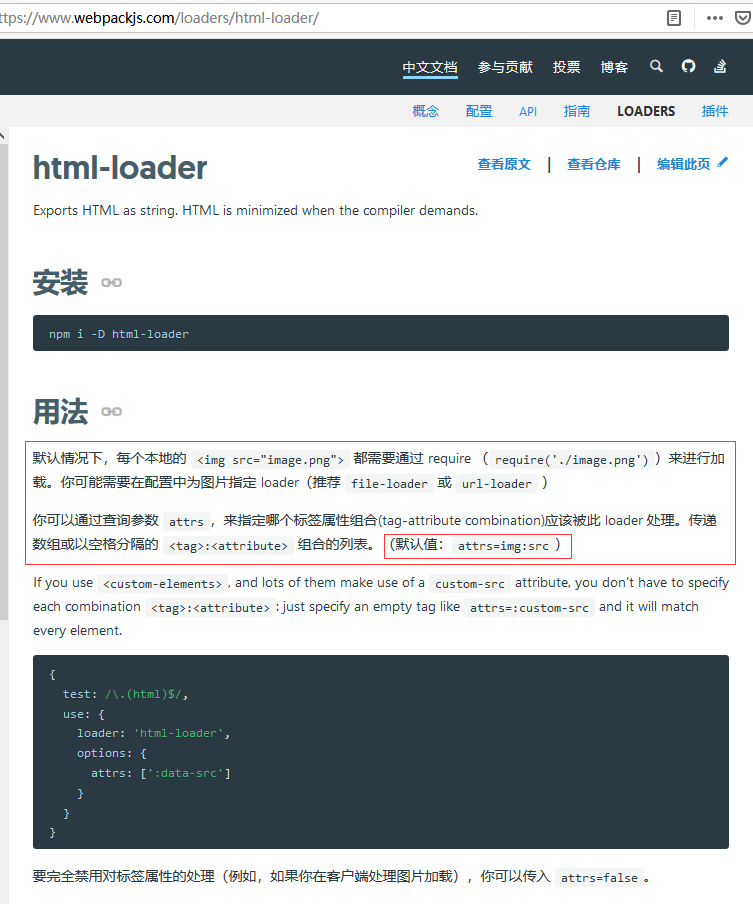 ttps://www.webpackjs.com/loaders/html-loader/
中文文档 参与贡献 投票 博客
概念 配置 API 指南 LOADERS 插件
html-loader
查看原文 | 查看仓库 | 编辑此页
Exports HTML as string. HTML is minimized when the compiler demands.
安装
npm i -D html-loader
用法
默认情况下，每个本地的 <img src="image.png"> 都需要通过 require （ require('./image.png') ）来进行加
载。你可能需要在配置中为图片指定 loader（推荐 file-loader 或 url-loader ）
你可以通过查询参数 attrs ，来指定哪个标签属性组合(tag-attribute combination)应该被此 loader 处理。传递
数组或以空格分隔的 <tag>:<attribute> 组合的列表。（默认值： attrs=img:src ）
If you use <custom-elements> , and lots of them make use of a custom-src attribute, you don't have to specify
each combination <tag>:<attribute> : just specify an empty tag like attrs=:custom-src and it will match
every element.
{
test: /\.(html)$/,
use: {
loader: 'html-loader',
options: {
attrs: [':data-src']
}
}
}
要完全禁用对标签属性的处理（例如，如果你在客户端处理图片加载），你可以传入 attrs=false 。